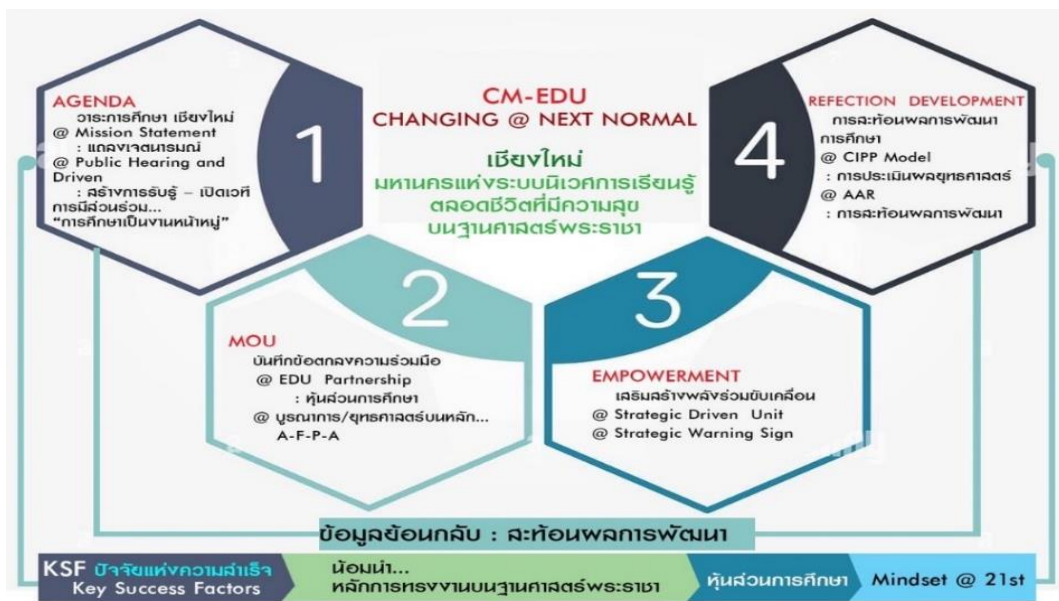 CM-EDU
CHANGING @ NEXT NORMAL
เชียงใหม่
มหานครแห่งระบบนิเวศการเรียนรู้
ตลอดชีวิตที่มีความสุข
บนฐานศาสตร์พระราชา
1
AGENDA
วาระการศึกษา เชียงใหม่
@ Mission Statement
: แถลงเจตนารมณ์
@ Public Hearing and
Driven
: สร้างการรับรู้ – เปิดเวที
การมีส่วนร่วม...
“การศึกษาเป็นงานหน้าหมู่”
2
MOU
บันทึกข้อตกลงความร่วมมือ
@ EDU Partnership
: หุ้นส่วนการศึกษา
@ บูรณาการ/ยุทธศาสตร์บนหลัก...
A-F-P-A
3
EMPOWERMENT
เสริมสร้างพลังร่วมขับเคลื่อน
@ Strategic Driven Unit
@ Strategic Warning Sign
4
REFECTION DEVELOPMENT
การสะท้อนผลการพัฒนา
การศึกษา
@ CIPP Model
: การประเมินผลยุทธศาสตร์
@ AAR
: การสะท้อนผลการพัฒนา
ข้อมูลย้อนกลับ : สะท้อนผลการพัฒนา
KSF ปัจจัยแห่งความสำเร็จ
Key Success Factors
น้อมนำ...
หลักการทรงงานบนฐานศาสตร์พระราชา
หุ้นส่วนการศึกษา
Mindset @ 21st